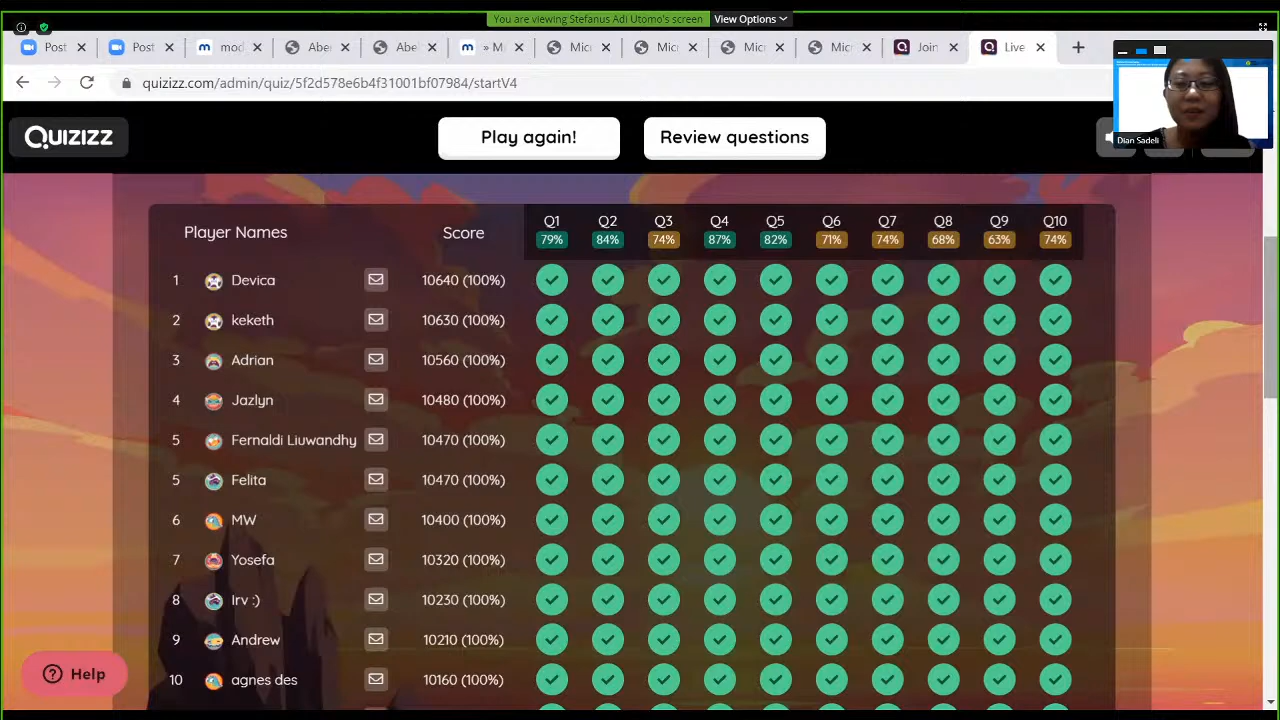 You are viewing Stefanus Adi Utomo's screen View Options
Post Post mod Aber Abe » M Micr Micr Micr Micr Join Live
quizizz.com/admin/quiz/5f2d578e6b4f31001bf07984/startV4
Quizizz Play again! Review questions
Dian Sadeli
Player Names Score Q1 Q2 Q3 Q4 Q5 Q6 Q7 Q8 Q9 Q10
79% 84% 74% 87% 82% 71% 74% 68% 63% 74%
1 Devica 10640 (100%)
2 keketh 10630 (100%)
3 Adrian 10560 (100%)
4 Jazlyn 10480 (100%)
5 Fernaldi Liuwandhy 10470 (100%)
5 Felita 10470 (100%)
6 MW 10400 (100%)
7 Yosefa 10320 (100%)
8 Irv :) 10230 (100%)
9 Andrew 10210 (100%)
10 agnes des 10160 (100%)
Help